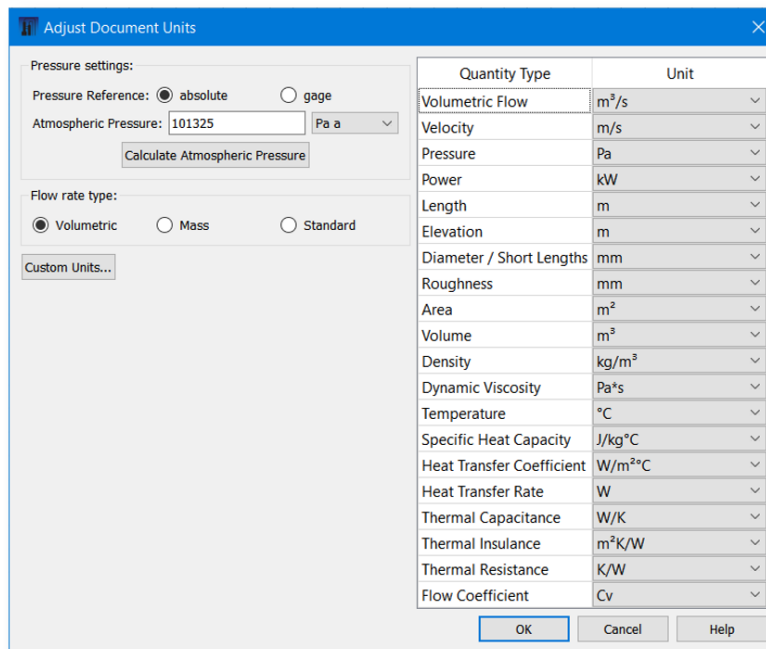 Adjust Document Units
Pressure settings:
Pressure Reference: absolute gage
Atmospheric Pressure: 101325 Pa a
Calculate Atmospheric Pressure
Flow rate type:
Volumetric Mass Standard
Custom Units...
Quantity Type Unit
Volumetric Flow m³/s
Velocity m/s
Pressure Pa
Power kW
Length m
Elevation m
Diameter / Short Lengths mm
Roughness mm
Area m²
Volume m³
Density kg/m³
Dynamic Viscosity Pa*s
Temperature °C
Specific Heat Capacity J/kg°C
Heat Transfer Coefficient W/m²°C
Heat Transfer Rate W
Thermal Capacitance W/K
Thermal Insulance m²K/W
Thermal Resistance K/W
Flow Coefficient Cv
OK Cancel Help